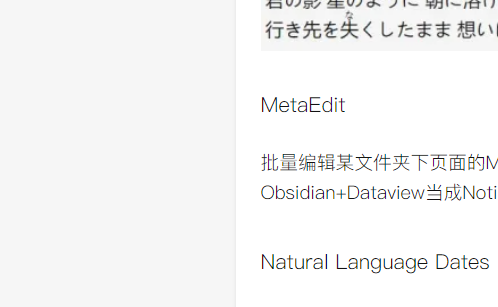 君の影 星のように 朝に溶け
行き先を失くしたまま 想い
な
MetaEdit
批量编辑某文件夹下页面的M
Obsidian+Dataview当成Noti
Natural Language Dates